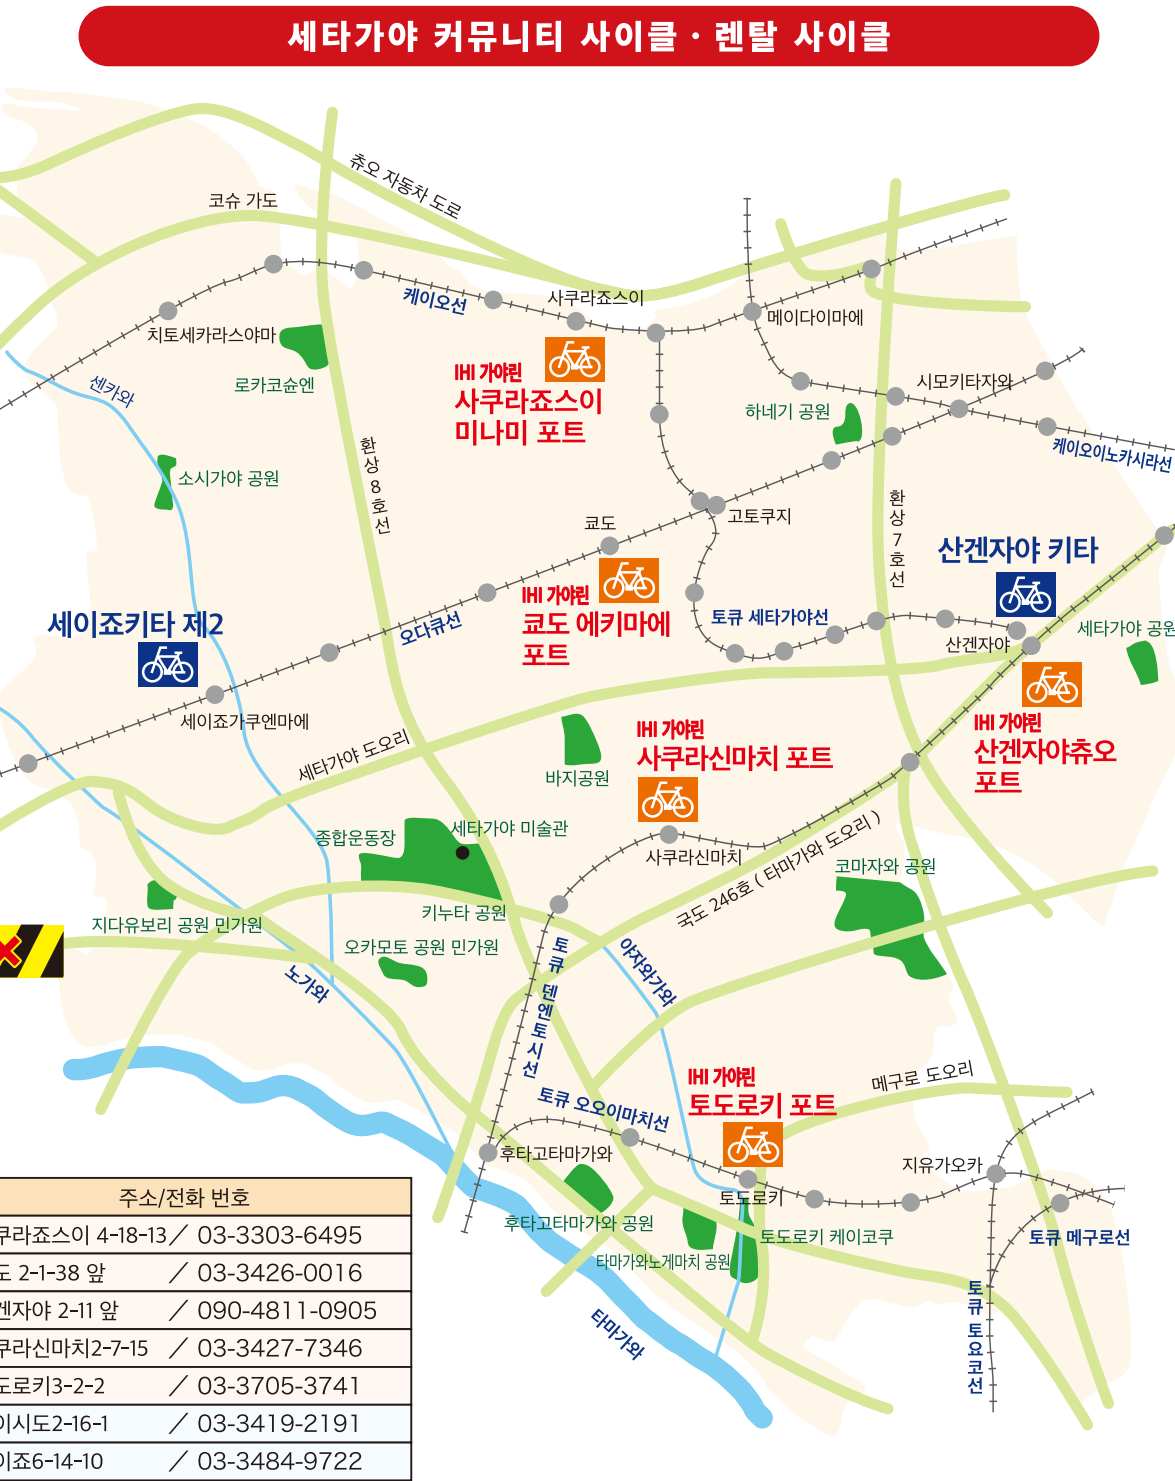 세타가야 커뮤니티 사이클 · 렌탈 사이클
츄오 자동차 도로
코슈 가도
케이오선
사쿠라죠스이
메이다이마에
치토세카라스야마
IHI 가야린
사쿠라죠스이
미나미 포트
로카코슌엔
센카와
시모키타자와
하네기 공원
케이오이노카시라선
환상 8호선
소시가야 공원
환상 7호선
고토쿠지
쿄도
IHI 가야린
쿄도 에키마에
포트
산겐자야 키타
세이죠키타 제2
오다큐선
토큐 세타가야선
산겐자야
세타가야 공원
세이죠가쿠엔마에
IHI 가야린
산겐자야츄오
포트
세타가야 도오리
IHI 가야린
사쿠라신마치 포트
바지공원
종합운동장
세타가야 미술관
사쿠라신마치
국도 246호 ( 타마가와 도오리 )
코마자와 공원
지다유보리 공원 민가원
키누타 공원
오카모토 공원 민가원
노가와
토큐 덴엔토시선
야자와가와
IHI 가야린
토도로키 포트
메구로 도오리
토큐 오오이마치선
후타고타마가와
지유가오카
토도로키
후타고타마가와 공원
토도로키 케이코쿠
타마가와노게마치 공원
토큐 메구로선
타마가와
토큐 토요코선
주소/전화 번호
쿠라죠스이 4-18-13／ 03-3303-6495
도 2-1-38 앞 ／ 03-3426-0016
겐자야 2-11 앞 ／ 090-4811-0905
쿠라신마치2-7-15 ／ 03-3427-7346
도로키3-2-2 ／ 03-3705-3741
이시도2-16-1 ／ 03-3419-2191
이죠6-14-10 ／ 03-3484-9722